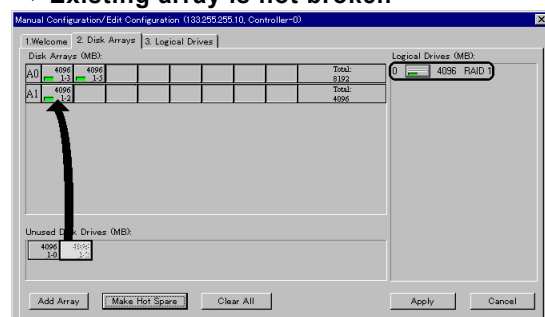 Existing array is not broken
Manual Configuration/Edit Configuration (133.255.255.10, Controller-0)
1.Welcome 2. Disk Arrays 3. Logical Drives
Disk Arrays (MB):
Logical Drives (MB):
A0 4096 1-3 4096 1-5 Total: 8192
0 4096 RAID 1
A1 4096 1-2 Total: 4096
Unused Disk Drives (MB):
4096 1-0 4096
Add Array Make Hot Spare Clear All Apply Cancel